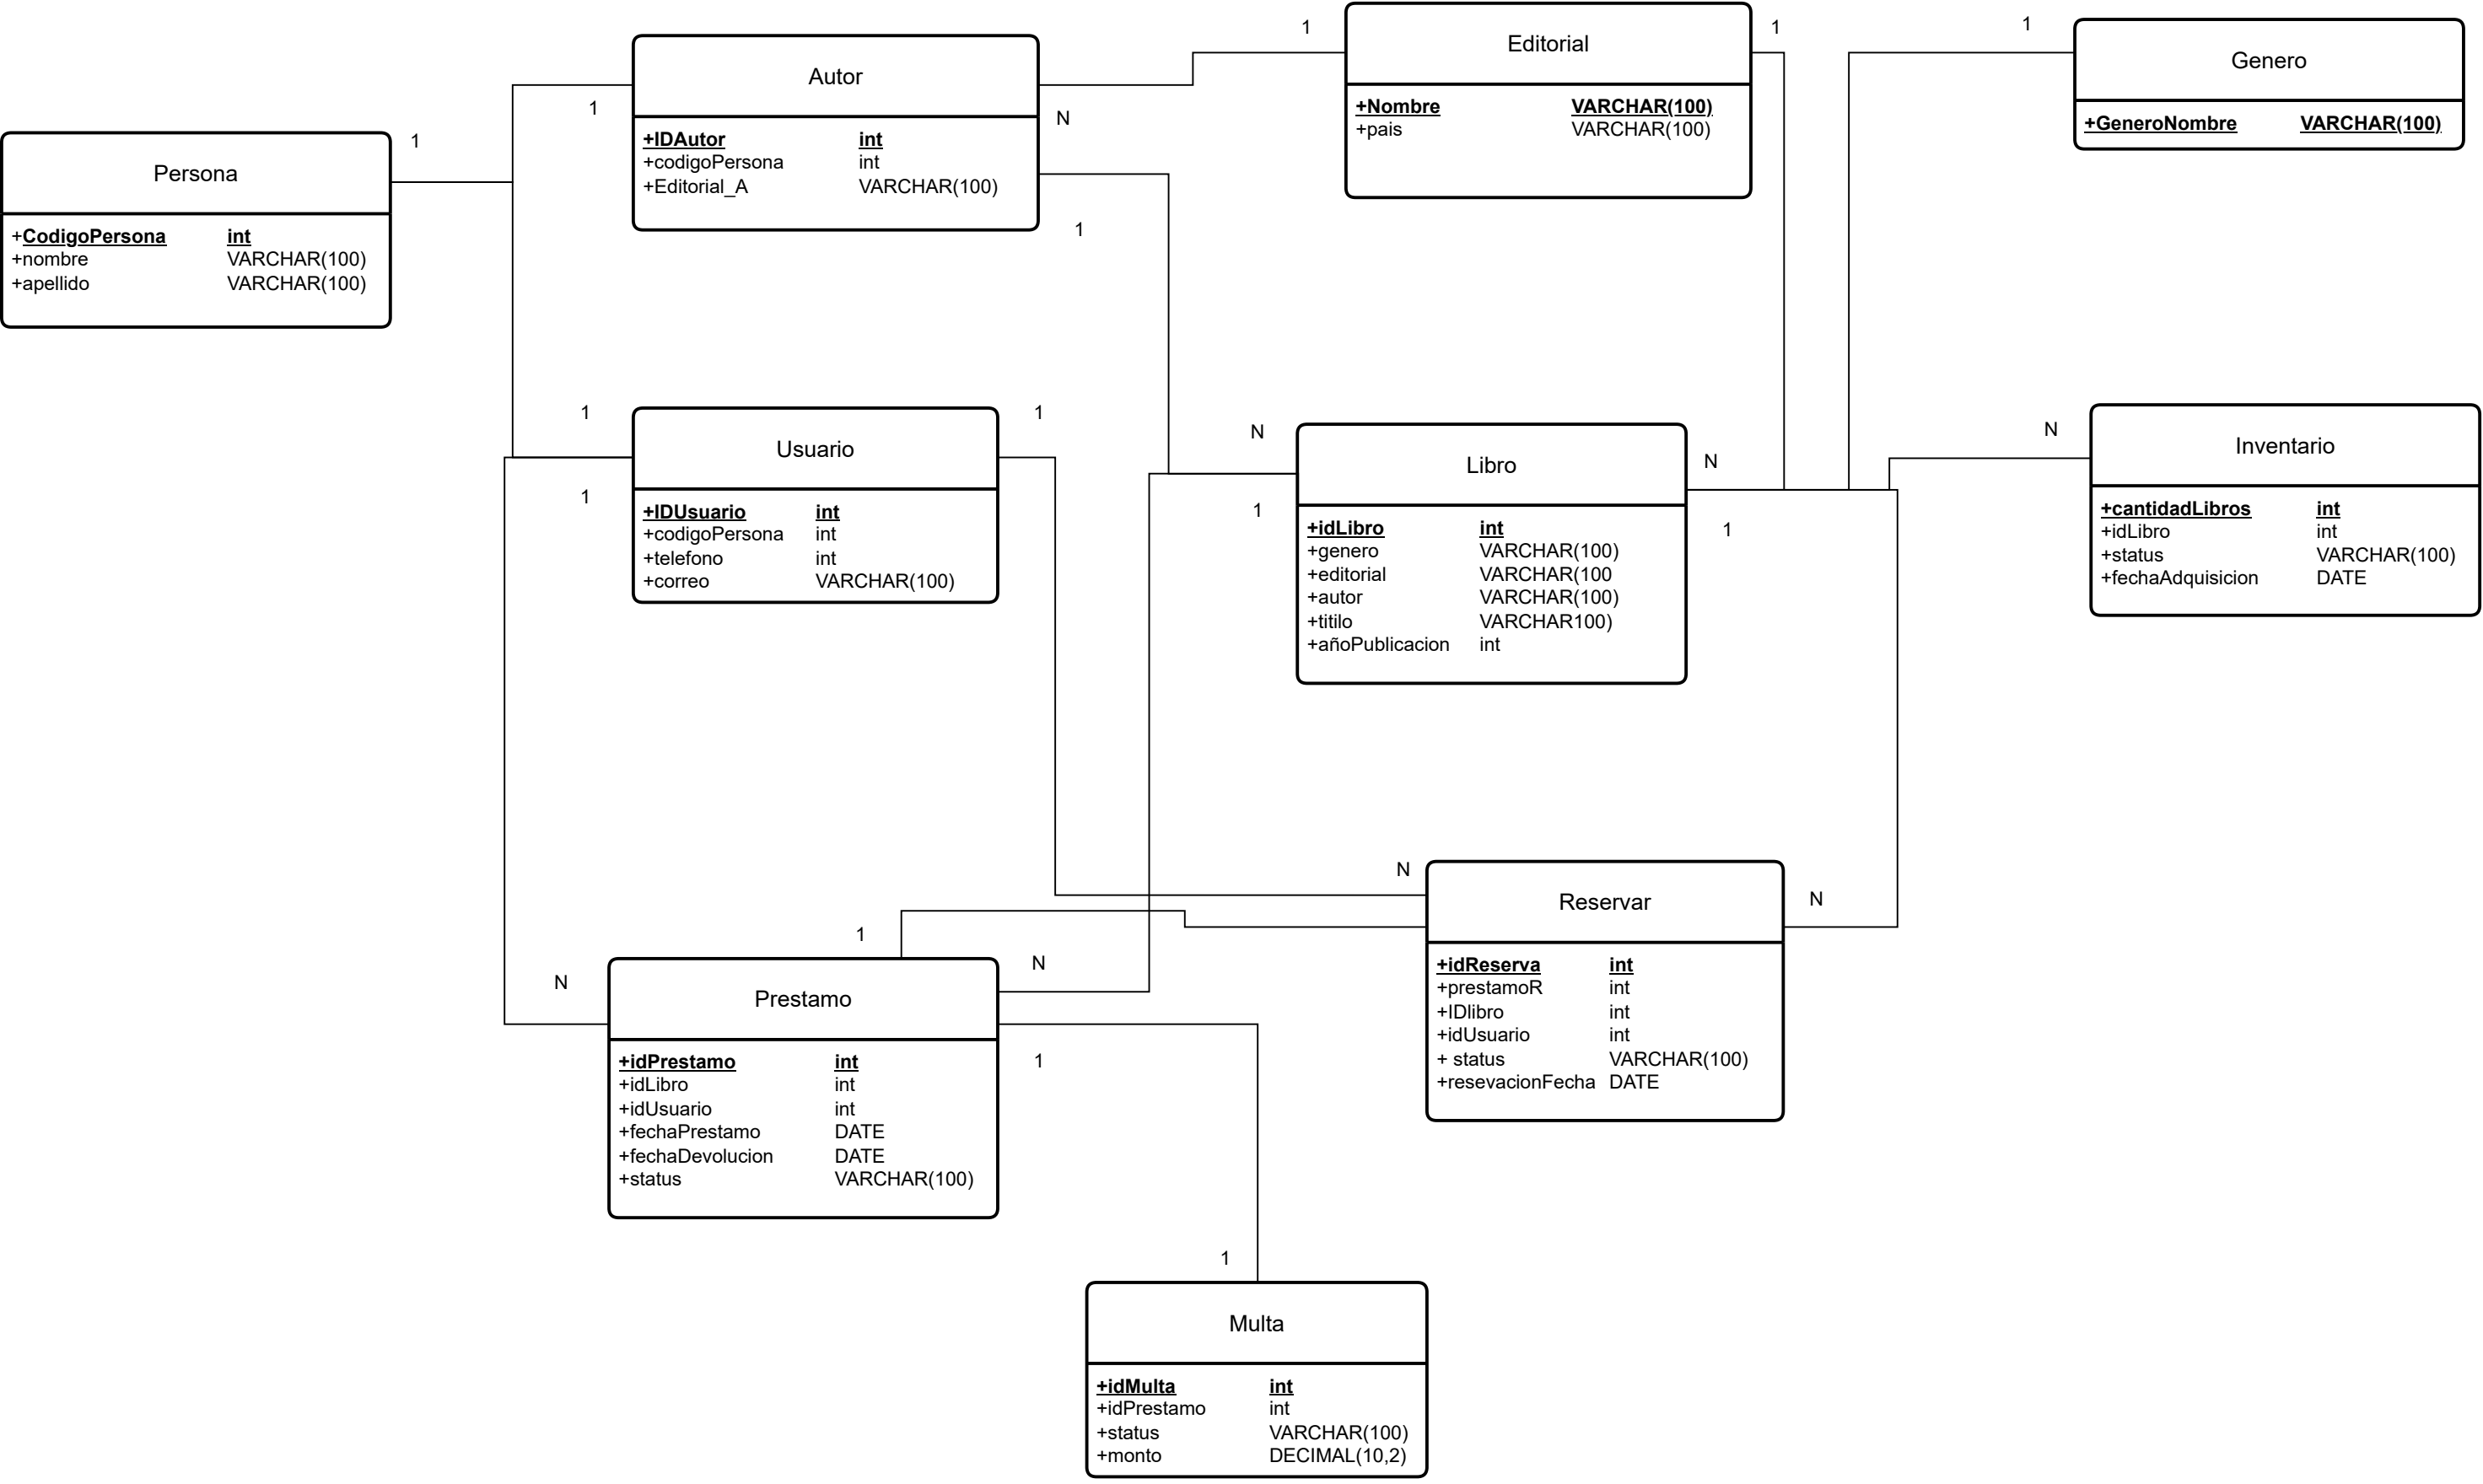 Persona
+CodigoPersona int
+nombre VARCHAR(100)
+apellido VARCHAR(100)
1
Autor
+IDAutor int
+codigoPersona int
+Editorial_A VARCHAR(100)
1
N
1
Editorial
+Nombre VARCHAR(100)
+pais VARCHAR(100)
1
1
Genero
+GeneroNombre VARCHAR(100)
1
Usuario
+IDUsuario int
+codigoPersona int
+telefono int
+correo VARCHAR(100)
1
1
1
Libro
+idLibro int
+genero VARCHAR(100)
+editorial VARCHAR(100
+autor VARCHAR(100)
+titilo VARCHAR100)
+añoPublicacion int
N
1
N
1
Inventario
+cantidadLibros int
+idLibro int
+status VARCHAR(100)
+fechaAdquisicion DATE
N
Reservar
+idReserva int
+prestamoR int
+IDlibro int
+idUsuario int
+ status VARCHAR(100)
+resevacionFecha DATE
N
N
Prestamo
+idPrestamo int
+idLibro int
+idUsuario int
+fechaPrestamo DATE
+fechaDevolucion DATE
+status VARCHAR(100)
1
N
N
1
Multa
+idMulta int
+idPrestamo int
+status VARCHAR(100)
+monto DECIMAL(10,2)
1